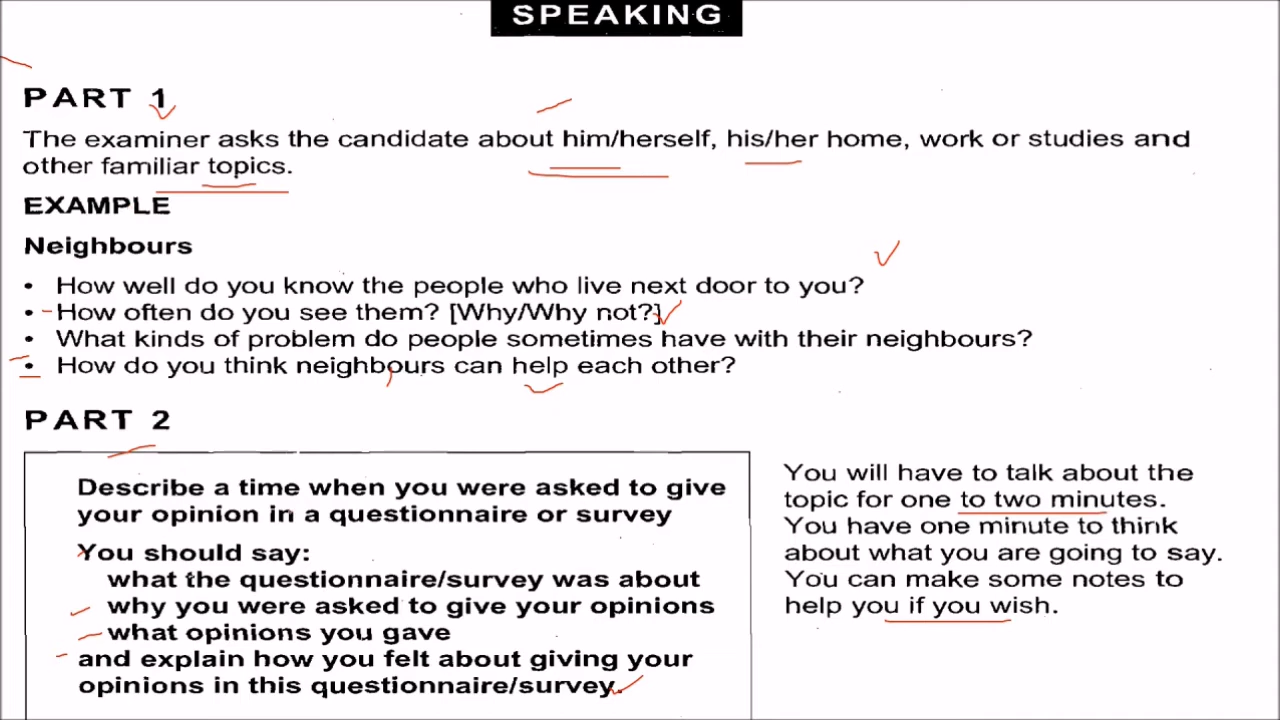 SPEAKING
PART 1
The examiner asks the candidate about him/herself, his/her home, work or studies and
other familiar topics.
EXAMPLE
Neighbours
• How well do you know the people who live next door to you?
• How often do you see them? [Why/Why not?]
• What kinds of problem do people sometimes have with their neighbours?
• How do you think neighbours can help each other?
PART 2
Describe a time when you were asked to give
your opinion in a questionnaire or survey
You should say:
what the questionnaire/survey was about
why you were asked to give your opinions
what opinions you gave
and explain how you felt about giving your
opinions in this questionnaire/survey.
You will have to talk about the
topic for one to two minutes.
You have one minute to think
about what you are going to say.
You can make some notes to
help you if you wish.